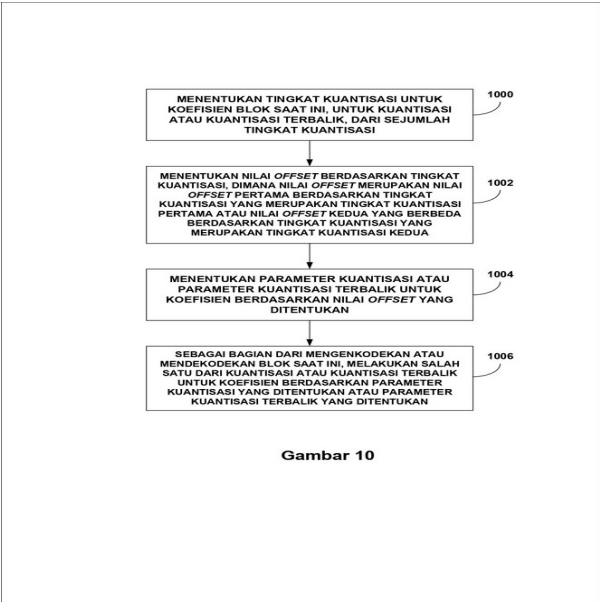 MENENTUKAN TINGKAT KUANTISASI UNTUK
KOEFISIEN BLOK SAAT INI, UNTUK KUANTISASI
ATAU KUANTISASI TERBALIK, DARI SEJUMLAH
TINGKAT KUANTISASI
1000
MENENTUKAN NILAI OFFSET BERDASARKAN TINGKAT
KUANTISASI, DIMANA NILAI OFFSET MERUPAKAN NILAI
OFFSET PERTAMA BERDASARKAN TINGKAT
KUANTISASI YANG MERUPAKAN TINGKAT KUANTISASI
PERTAMA ATAU NILAI OFFSET KEDUA YANG BERBEDA
BERDASARKAN TINGKAT KUANTISASI YANG
MERUPAKAN TINGKAT KUANTISASI KEDUA
1002
MENENTUKAN PARAMETER KUANTISASI ATAU
PARAMETER KUANTISASI TERBALIK UNTUK
KOEFISIEN BERDASARKAN NILAI OFFSET YANG
DITENTUKAN
1004
SEBAGAI BAGIAN DARI MENGENKODEKAN ATAU
MENDEKODEKAN BLOK SAAT INI, MELAKUKAN SALAH
SATU DARI KUANTISASI ATAU KUANTISASI TERBALIK
UNTUK KOEFISIEN BERDASARKAN PARAMETER
KUANTISASI YANG DITENTUKAN ATAU PARAMETER
KUANTISASI TERBALIK YANG DITENTUKAN
1006
Gambar 10